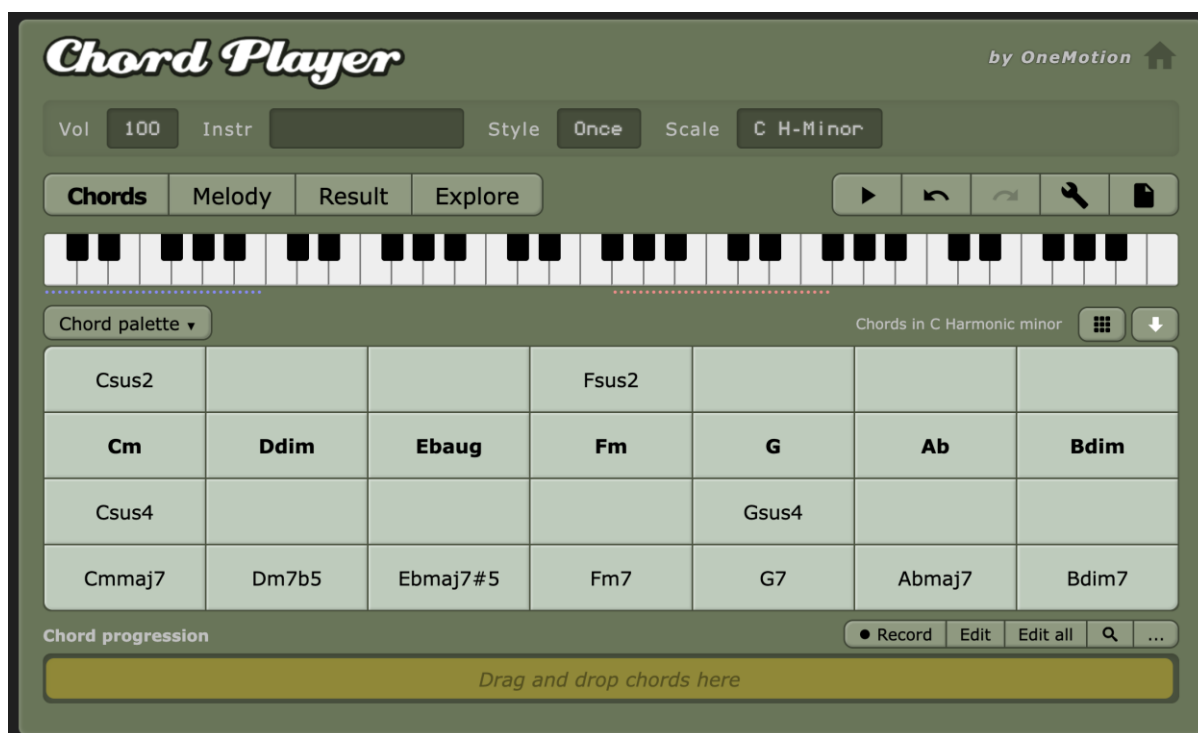 Chord Player
by OneMotion
Vol 100 Instr Style Once Scale C H-Minor
Chords Melody Result Explore
Chord palette ▾ Chords in C Harmonic minor
Csus2 Fsus2
Cm Ddim Ebaug Fm G Ab Bdim
Csus4 Gsus4
Cmmaj7 Dm7b5 Ebmaj7#5 Fm7 G7 Abmaj7 Bdim7
Chord progression ● Record Edit Edit all ...
Drag and drop chords here